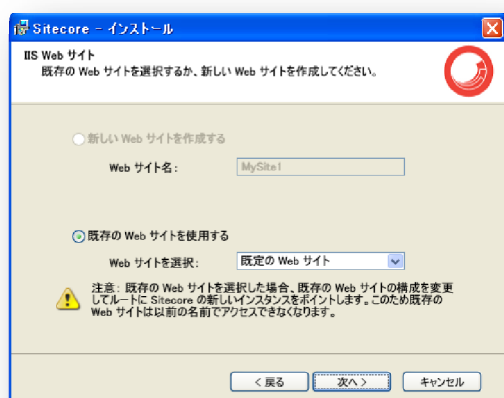 Sitecore - インストール
IIS Web サイト
既存の Web サイトを選択するか、新しい Web サイトを作成してください。
新しい Web サイトを作成する
Web サイト名：
MySite1
既存の Web サイトを使用する
Web サイトを選択：
既定の Web サイト
注意： 既存の Web サイトを選択した場合、既存の Web サイトの構成を変更
してルートに Sitecore の新しいインスタンスをポイントします。このため既存の
Web サイトは以前の名前でアクセスできなくなります。
< 戻る
次へ >
キャンセル